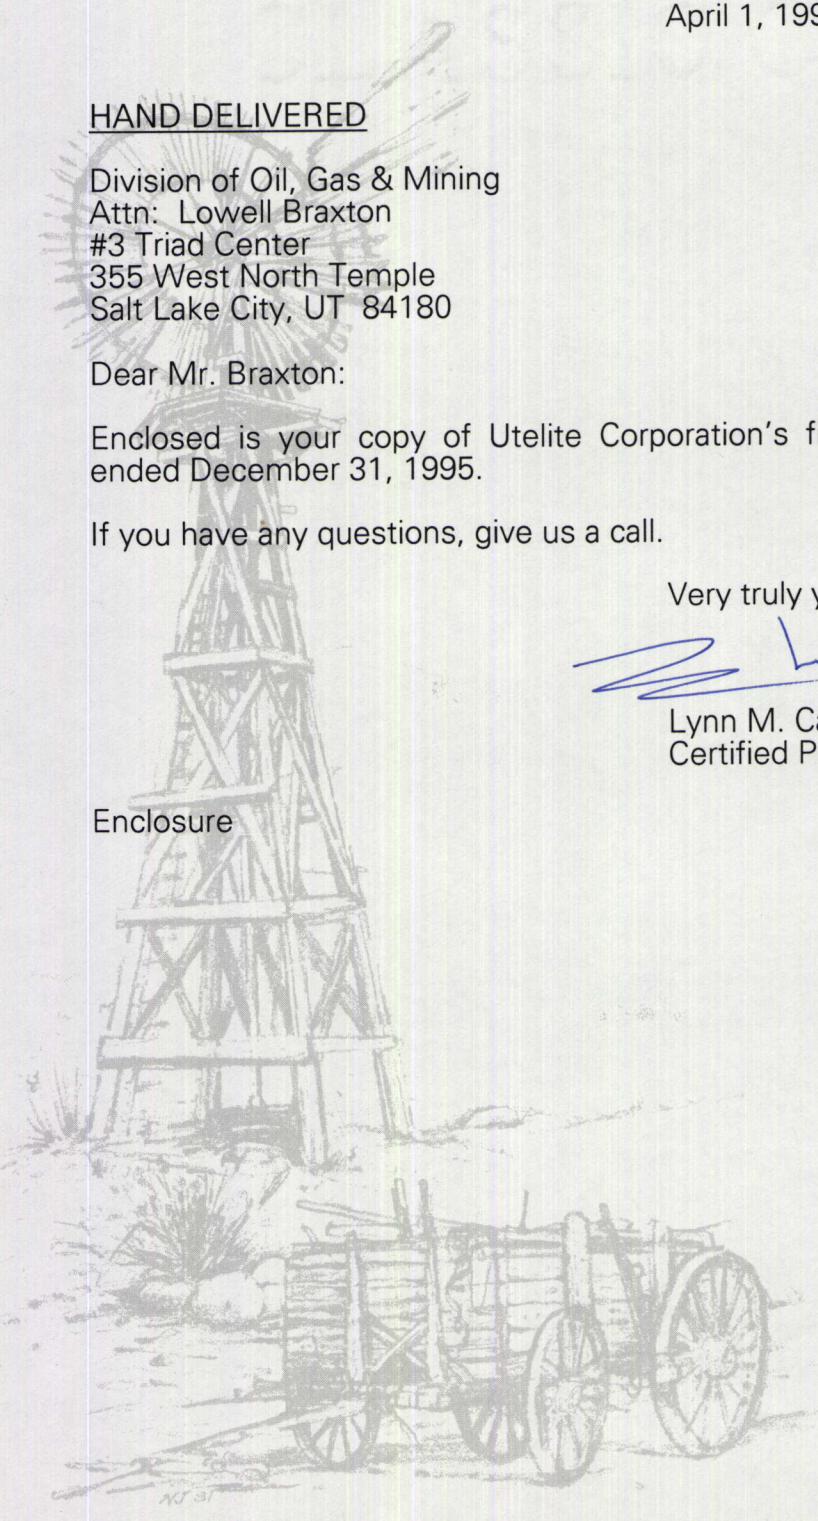 April 1, 199
HAND DELIVERED
Division of Oil, Gas & Mining
Attn: Lowell Braxton
#3 Triad Center
355 West North Temple
Salt Lake City, UT 84180
Dear Mr. Braxton:
Enclosed is your copy of Utelite Corporation's f
ended December 31, 1995.
If you have any questions, give us a call.
Very truly y
Lynn M. Ca
Certified P
Enclosure